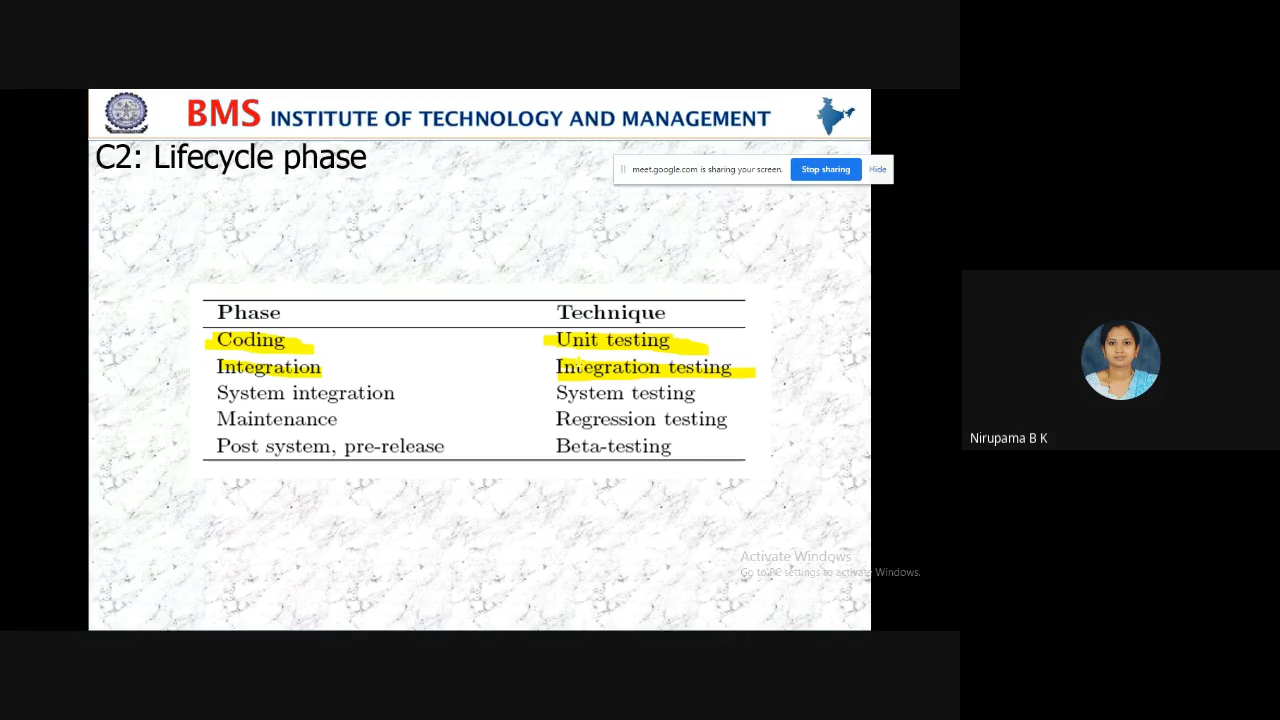 BMS INSTITUTE OF TECHNOLOGY AND MANAGEMENT
C2: Lifecycle phase
meet.google.com is sharing your screen. Stop sharing Hide
Phase Technique
Coding Unit testing
Integration Integration testing
System integration System testing
Maintenance Regression testing
Post system, pre-release Beta-testing
Nirupama B K
Activate Windows
Go to PC settings to activate Windows.